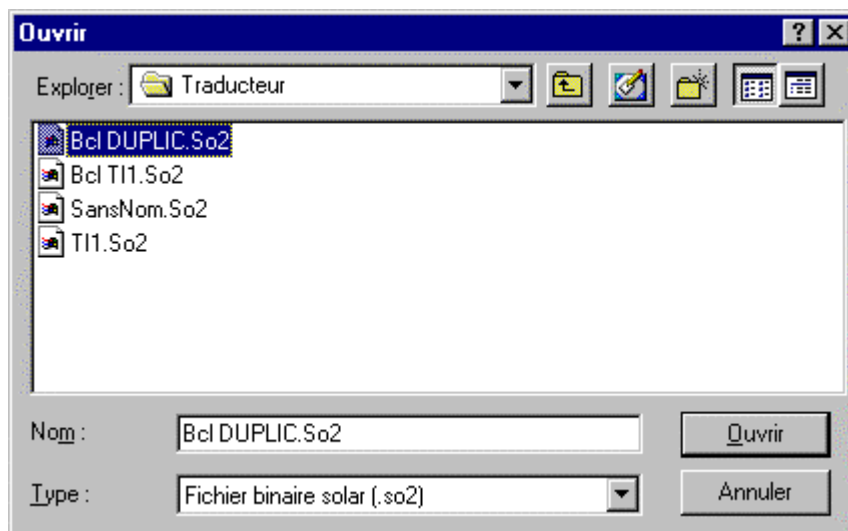 Ouvrir
Explorer : Traducteur
Bcl DUPLIC.So2
Bcl TI1.So2
SansNom.So2
TI1.So2
Nom : Bcl DUPLIC.So2 Ouvrir
Type : Fichier binaire solar (.so2) Annuler